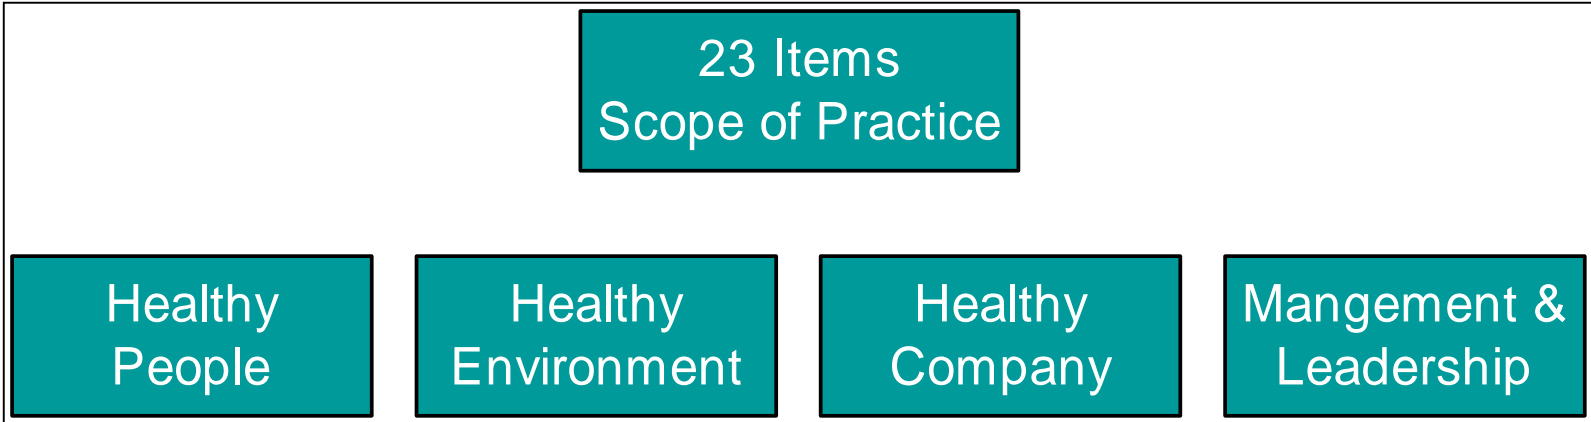 23 Items
Scope of Practice
Healthy
People
Healthy
Environment
Healthy
Company
Mangement &
Leadership